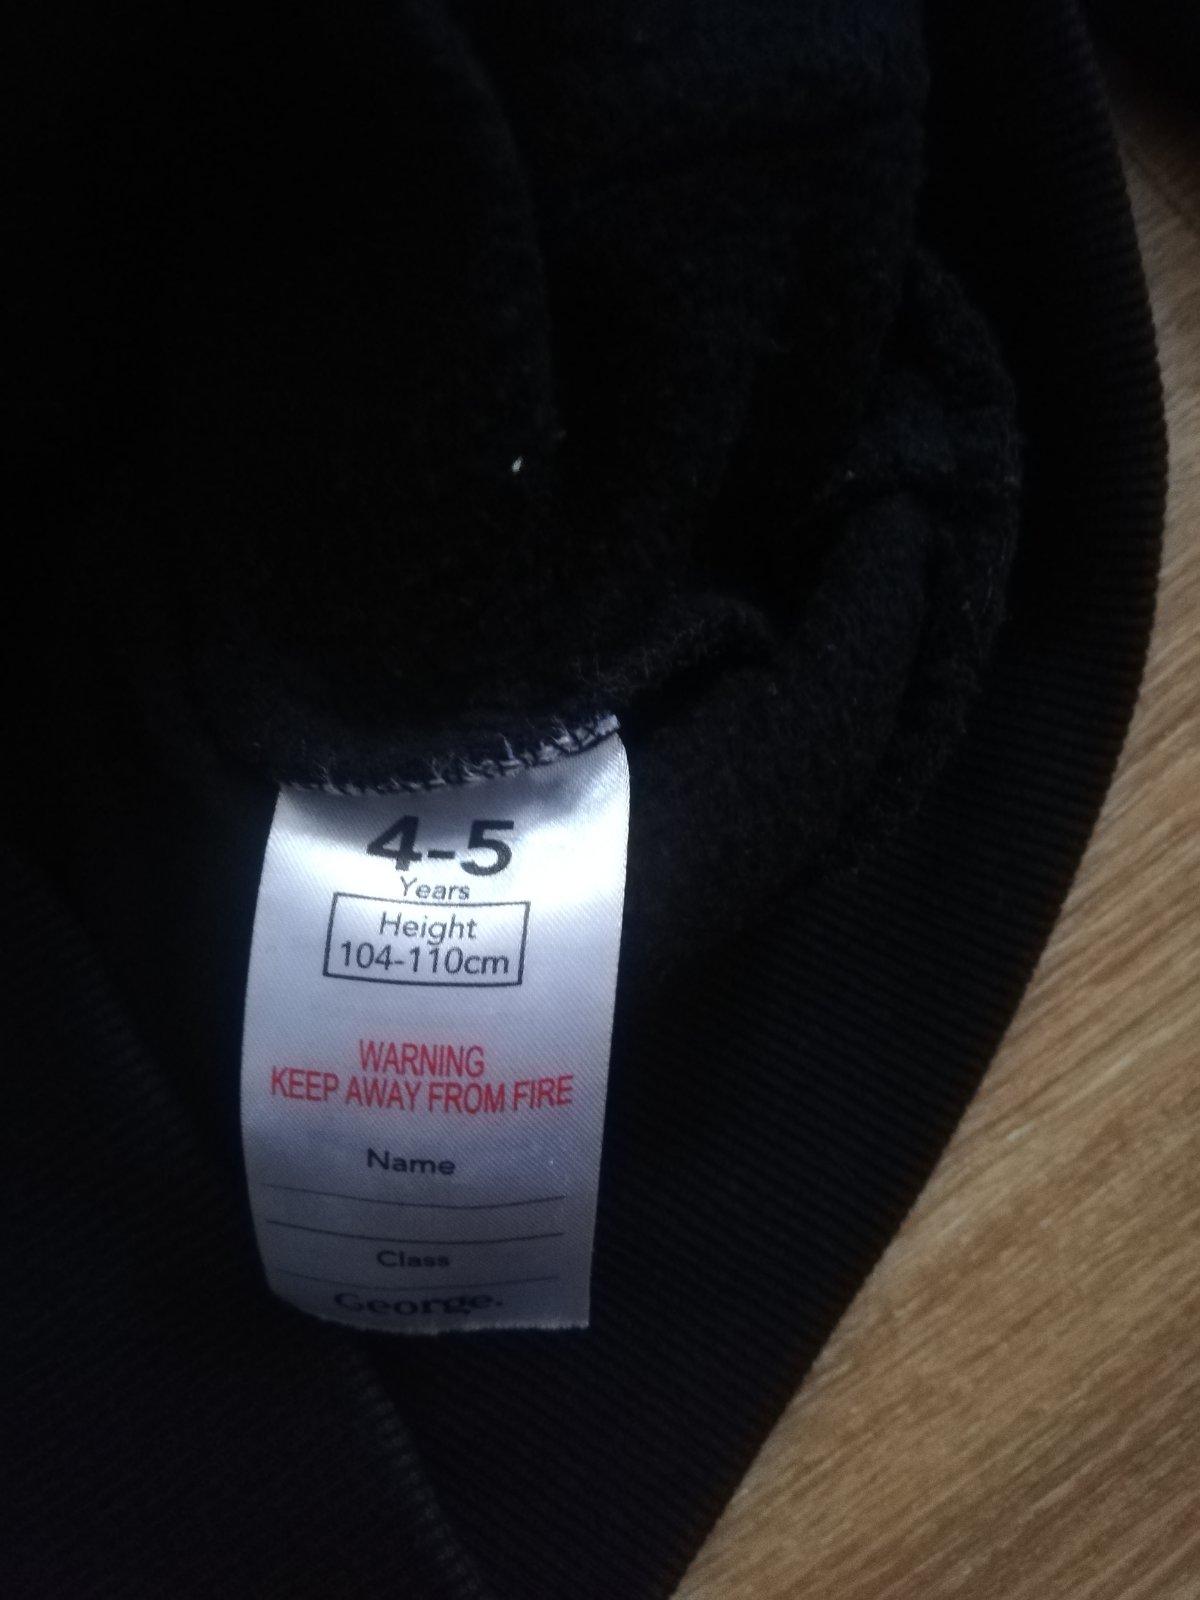 4-5
Years
Height
104-110cm
WARNING
KEEP AWAY FROM FIRE
Name
Class
George.